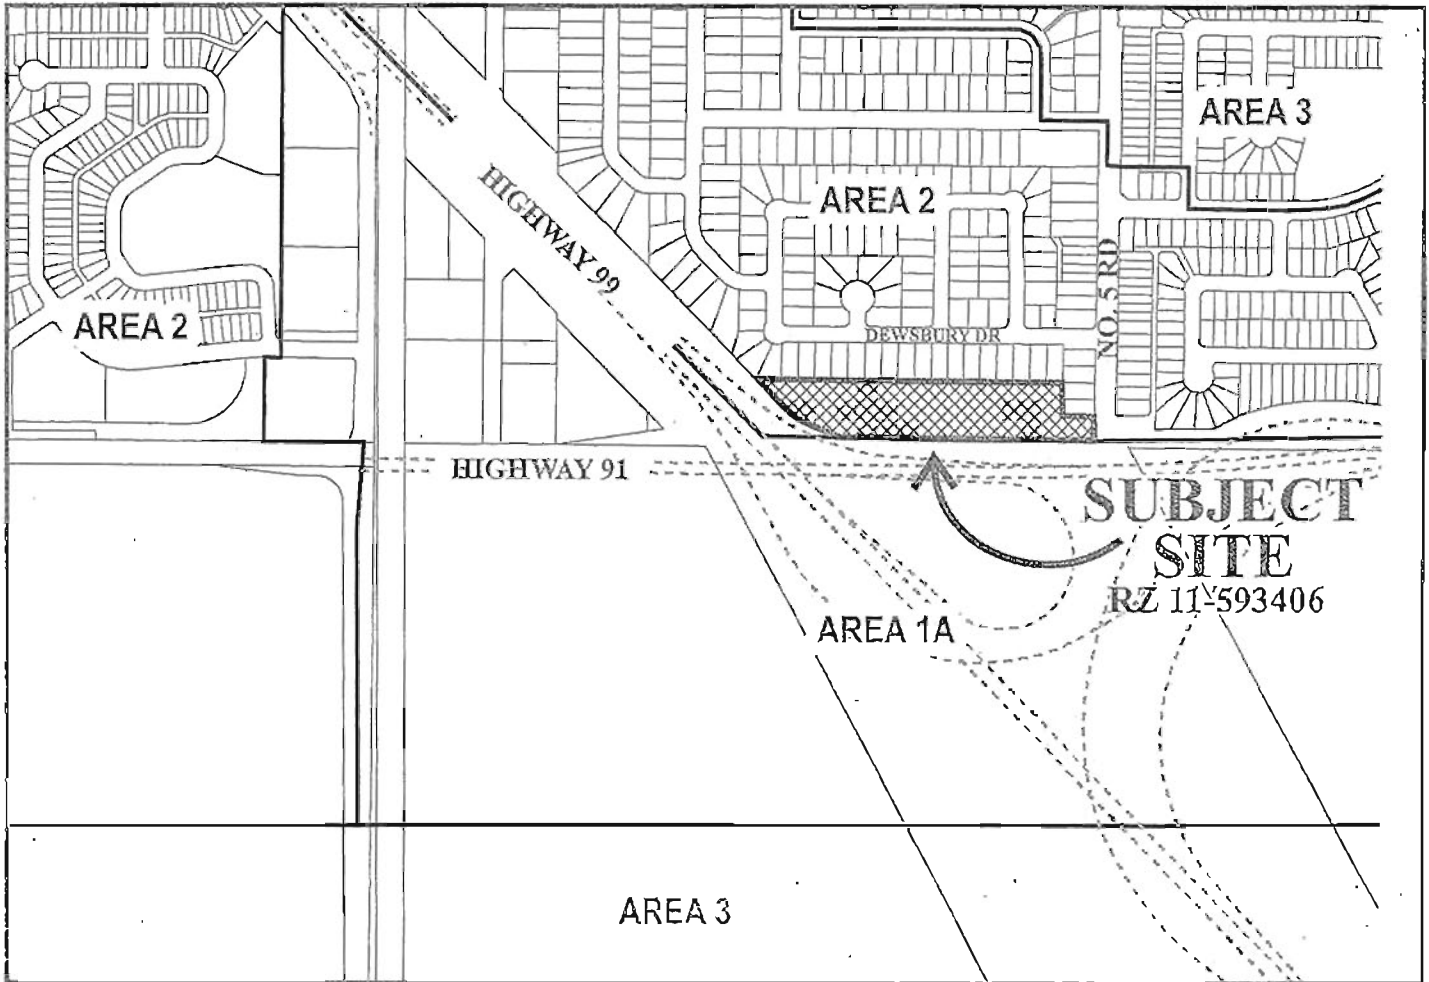 AREA 3
AREA 2
HIGHWAY 99
NO. 5 RD
AREA 2
DEWSBURY DR
HIGHWAY 91
SUBJECT
SITE
RZ 11-593406
AREA 1A
AREA 3